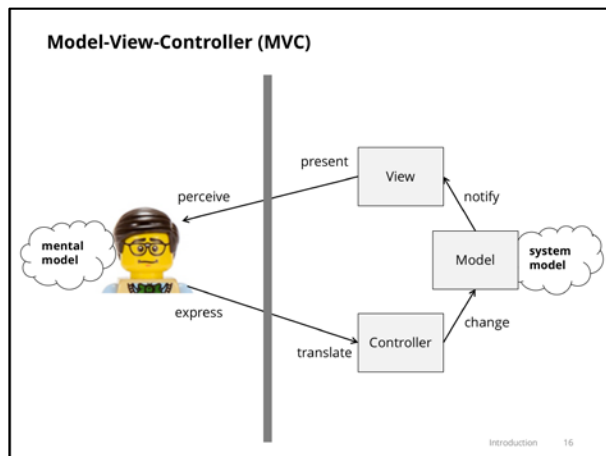 Model-View-Controller (MVC)
present
View
perceive
notify
mental
model
Model
system
model
express
translate
Controller
change
Introduction 16